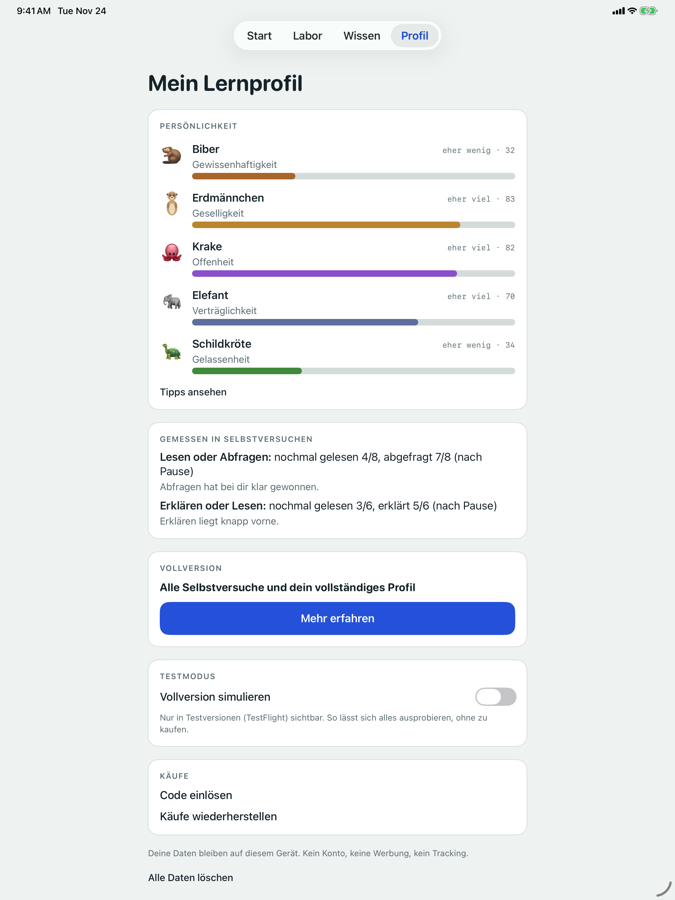 9:41 AM Tue Nov 24
Start Labor Wissen Profil
Mein Lernprofil
PERSÖNLICHKEIT
Biber eher wenig · 32
Gewissenhaftigkeit
Erdmännchen eher viel · 83
Geselligkeit
Krake eher viel · 82
Offenheit
Elefant eher viel · 70
Verträglichkeit
Schildkröte eher wenig · 34
Gelassenheit
Tipps ansehen
GEMESSEN IN SELBSTVERSUCHEN
Lesen oder Abfragen: nochmal gelesen 4/8, abgefragt 7/8 (nach
Pause)
Abfragen hat bei dir klar gewonnen.
Erklären oder Lesen: nochmal gelesen 3/6, erklärt 5/6 (nach Pause)
Erklären liegt knapp vorne.
VOLLVERSION
Alle Selbstversuche und dein vollständiges Profil
Mehr erfahren
TESTMODUS
Vollversion simulieren
Nur in Testversionen (TestFlight) sichtbar. So lässt sich alles ausprobieren, ohne zu
kaufen.
KÄUFE
Code einlösen
Käufe wiederherstellen
Deine Daten bleiben auf diesem Gerät. Kein Konto, keine Werbung, kein Tracking.
Alle Daten löschen